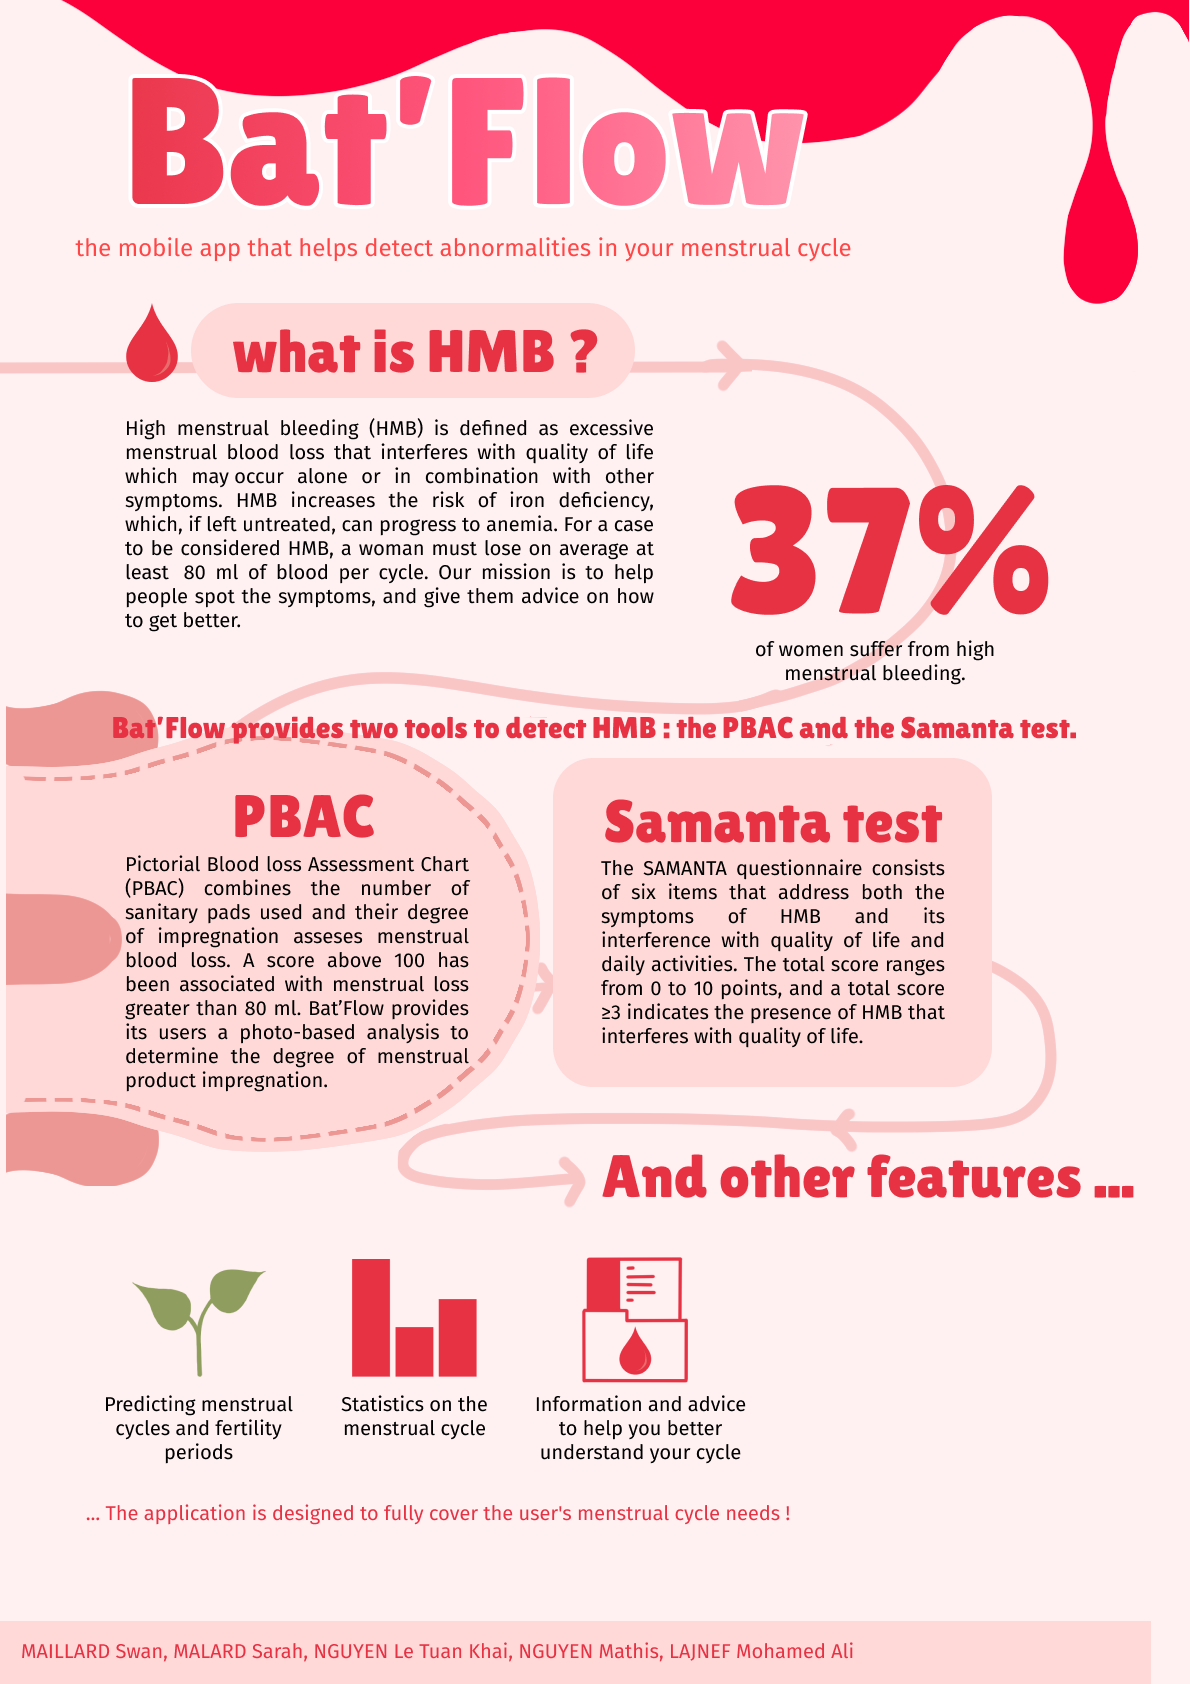 Bat'Flow
the mobile app that helps detect abnormalities in your menstrual cycle
what is HMB ?
High menstrual bleeding (HMB) is defined as excessive
menstrual blood loss that interferes with quality of life
which may occur alone or in combination with other
symptoms. HMB increases the risk of iron deficiency,
which, if left untreated, can progress to anemia. For a case
to be considered HMB, a woman must lose on average at
least 80 ml of blood per cycle. Our mission is to help
people spot the symptoms, and give them advice on how
to get better.
37%
of women suffer from high
menstrual bleeding.
Bat'Flow provides two tools to detect HMB : the PBAC and the Samanta test.
PBAC
Pictorial Blood loss Assessment Chart
(PBAC) combines the number of
sanitary pads used and their degree
of impregnation asseses menstrual
blood loss. A score above 100 has
been associated with menstrual loss
greater than 80 ml. Bat'Flow provides
its users a photo-based analysis to
determine the degree of menstrual
product impregnation.
Samanta test
The SAMANTA questionnaire consists
of six items that address both the
symptoms of HMB and its
interference with quality of life and
daily activities. The total score ranges
from 0 to 10 points, and a total score
≥3 indicates the presence of HMB that
interferes with quality of life.
And other features ...
Predicting menstrual
cycles and fertility
periods
Statistics on the
menstrual cycle
Information and advice
to help you better
understand your cycle
... The application is designed to fully cover the user's menstrual cycle needs !
MAILLARD Swan, MALARD Sarah, NGUYEN Le Tuan Khai, NGUYEN Mathis, LAJNEF Mohamed Ali